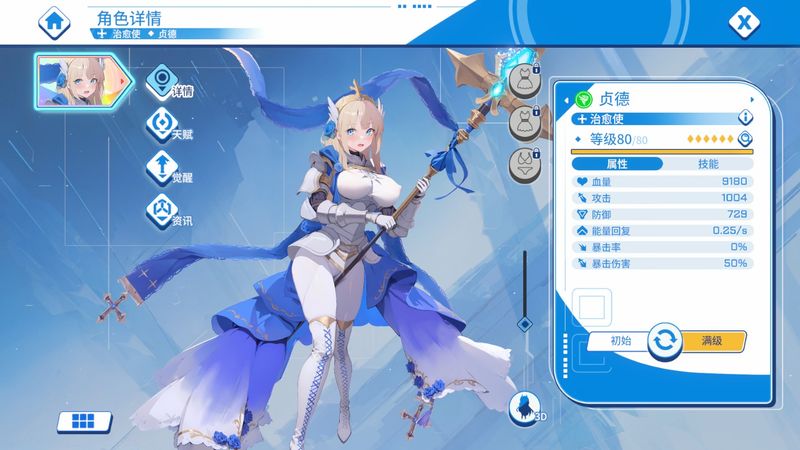 角色详情
治愈使 贞德
X
详情
天赋
觉醒
资讯
贞德
治愈使
等级80/80
属性 技能
血量 9180
攻击 1004
防御 729
能量回复 0.25/s
暴击率 0%
暴击伤害 50%
初始 满级
3D